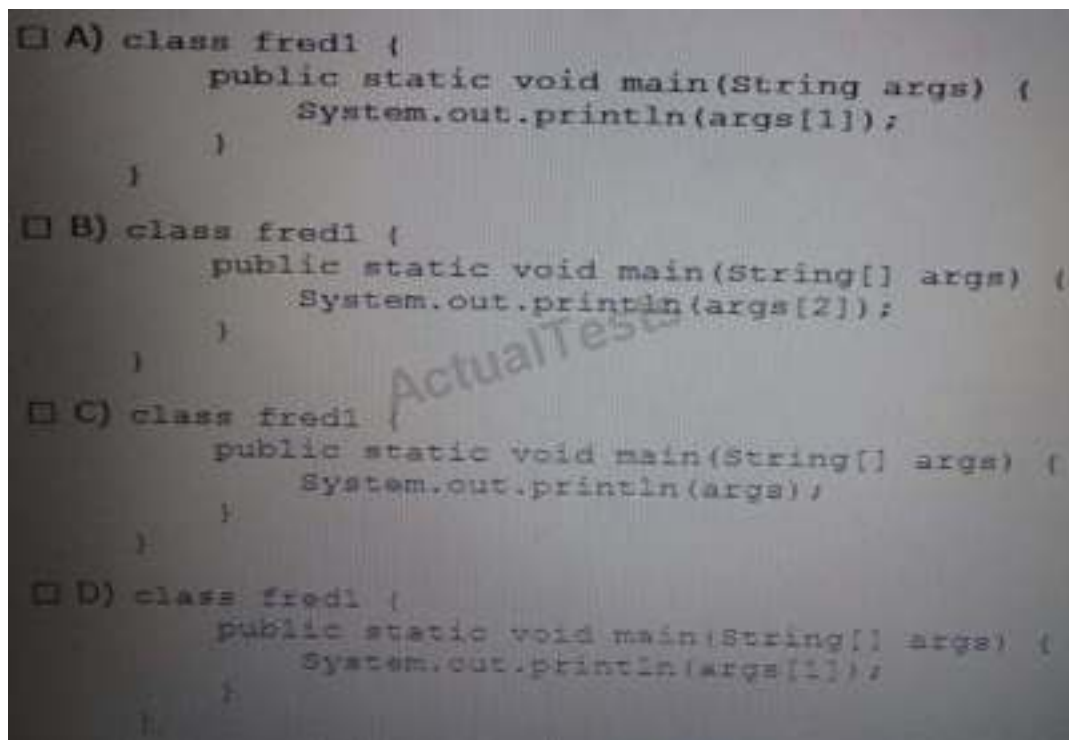 A) class fred1 {
public static void main(String args) {
System.out.println(args[1]);
}
}
B) class fred1 {
public static void main(String[] args) {
System.out.println(args[2]);
}
}
ActualTests
C) class fred1 {
public static void main(String[] args) {
System.out.println(args);
}
}
D) class fred1 {
public static void main(String[] args) {
System.out.println(args[1]);
}
}